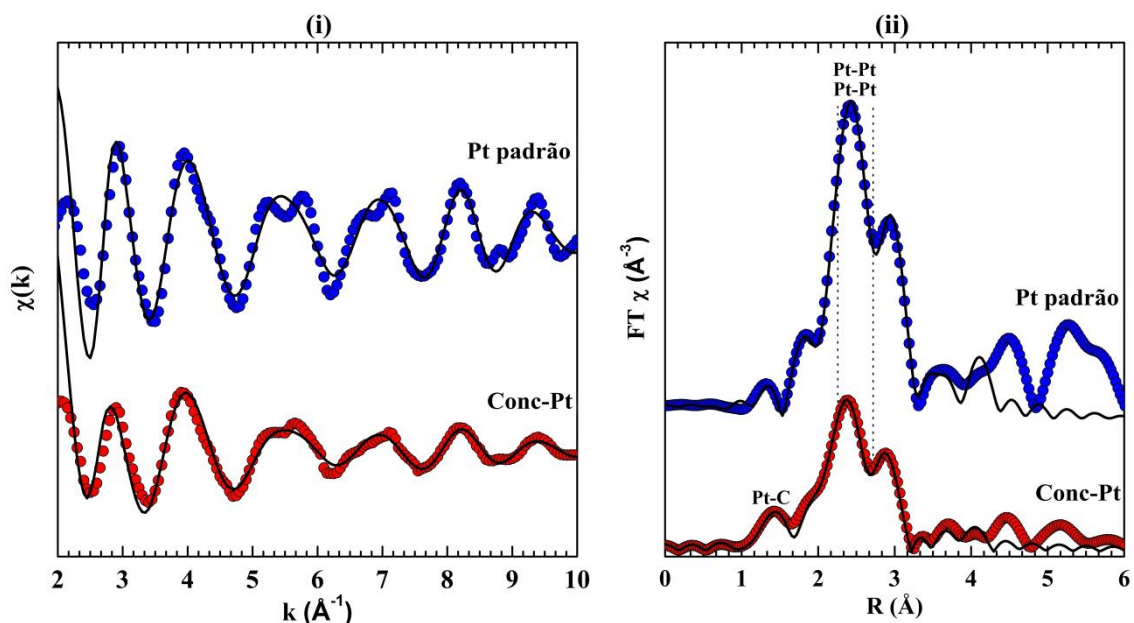 (i)
Pt padrão
Conc-Pt
χ(k)
2 3 4 5 6 7 8 9 10
k (Å⁻¹)
(ii)
Pt-Pt
Pt-Pt
Pt padrão
Pt-C
Conc-Pt
FT χ (Å⁻³)
0 1 2 3 4 5 6
R (Å)